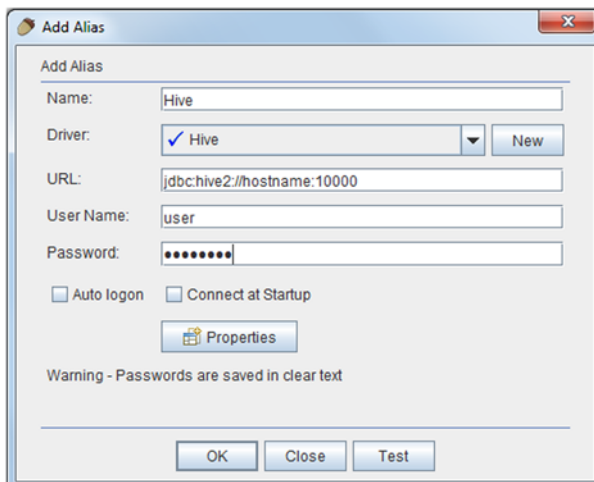 Add Alias
Add Alias
Name: Hive
Driver: ✓ Hive New
URL: jdbc:hive2://hostname:10000
User Name: user
Password: ••••••••
Auto logon Connect at Startup
Properties
Warning - Passwords are saved in clear text
OK Close Test